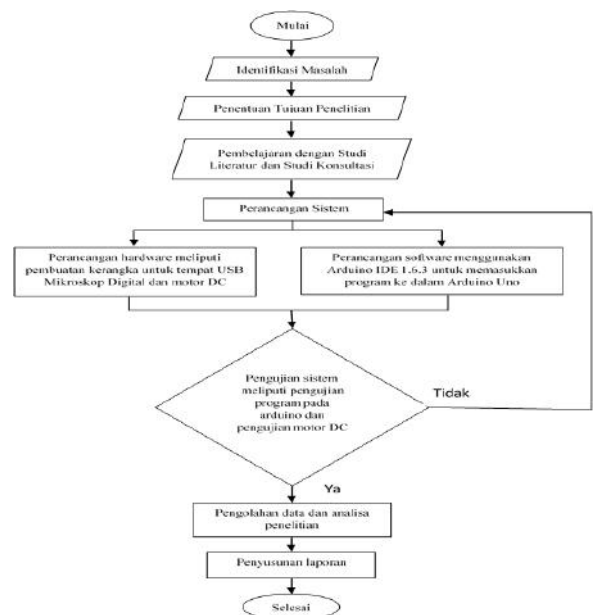 Mulai
Identifikasi Masalah
Penentuan Tujuan Penelitian
Pembelajaran dengan Studi
Literatur dan Studi Konsultasi
Perancangan Sistem
Perancangan hardware meliputi
pembuatan kerangka untuk tempat USB
Mikroskop Digital dan motor DC
Perancangan software menggunakan
Arduino IDE 1.6.3 untuk memasukkan
program ke dalam Arduino Uno
Pengujian sistem
meliputi pengujian
program pada
arduino dan
pengujian motor DC
Tidak
Ya
Pengolahan data dan analisa
penelitian
Penyusunan laporan
Selesai